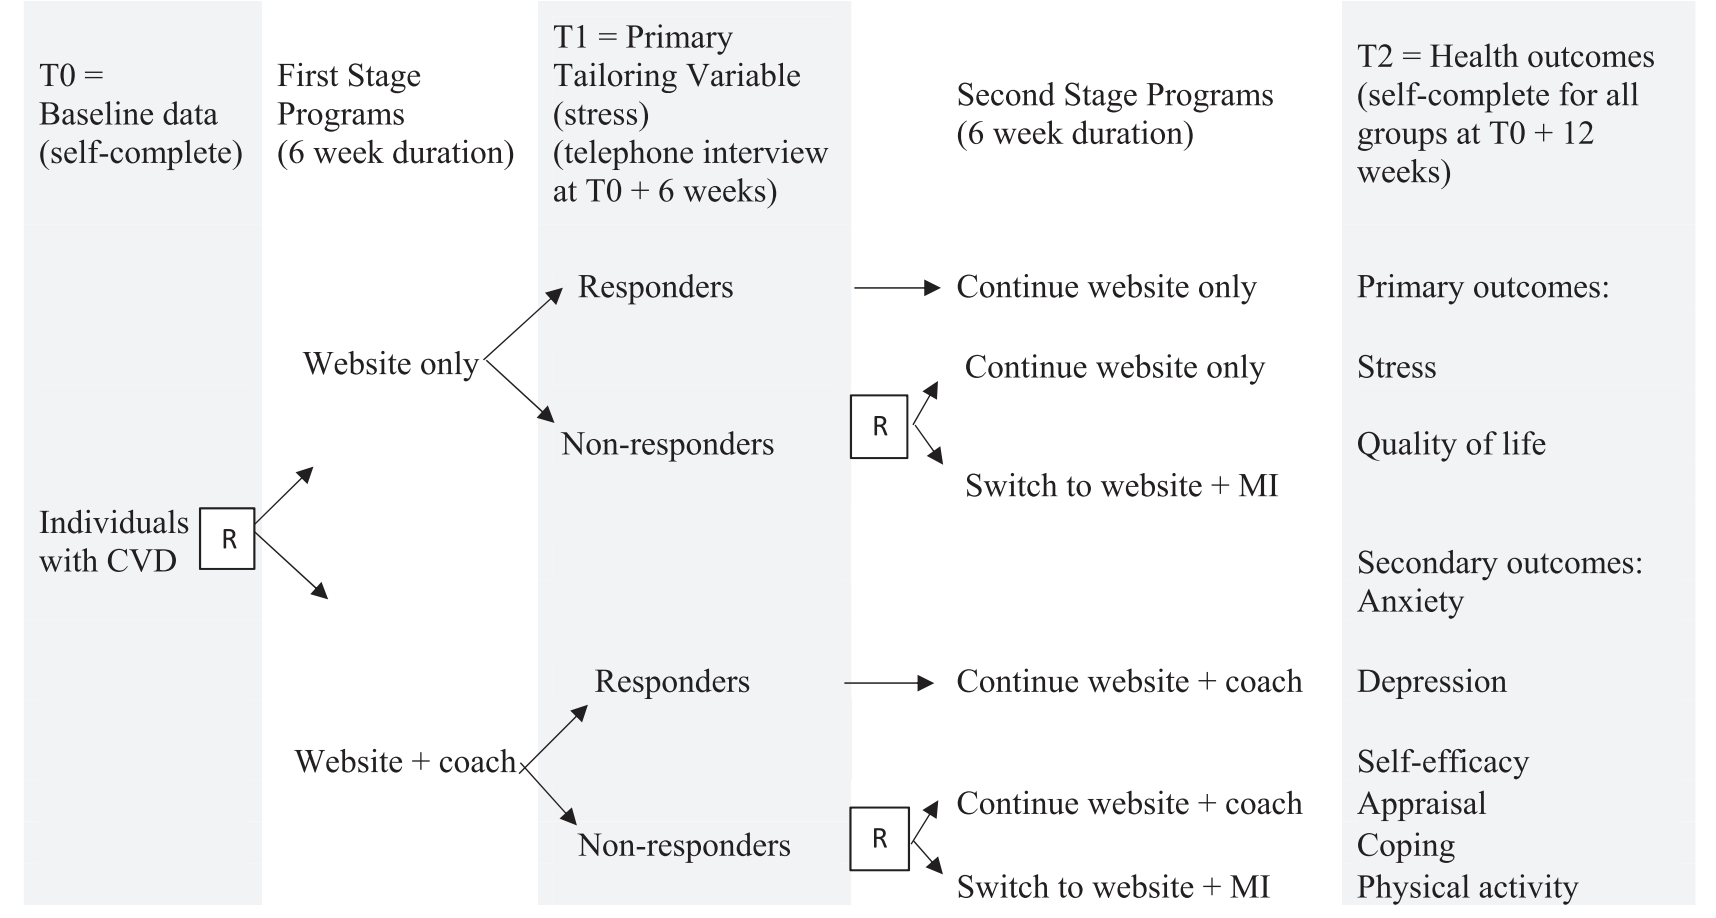 T0 =
Baseline data
(self-complete)
First Stage
Programs
(6 week duration)
T1 = Primary
Tailoring Variable
(stress)
(telephone interview
at T0 + 6 weeks)
Second Stage Programs
(6 week duration)
T2 = Health outcomes
(self-complete for all
groups at T0 + 12
weeks)
Individuals
with CVD
R
Website only
Website + coach
Responders
Non-responders
Responders
Non-responders
Continue website only
R
Continue website only
Switch to website + MI
Continue website + coach
R
Continue website + coach
Switch to website + MI
Primary outcomes:
Stress
Quality of life
Secondary outcomes:
Anxiety
Depression
Self-efficacy
Appraisal
Coping
Physical activity